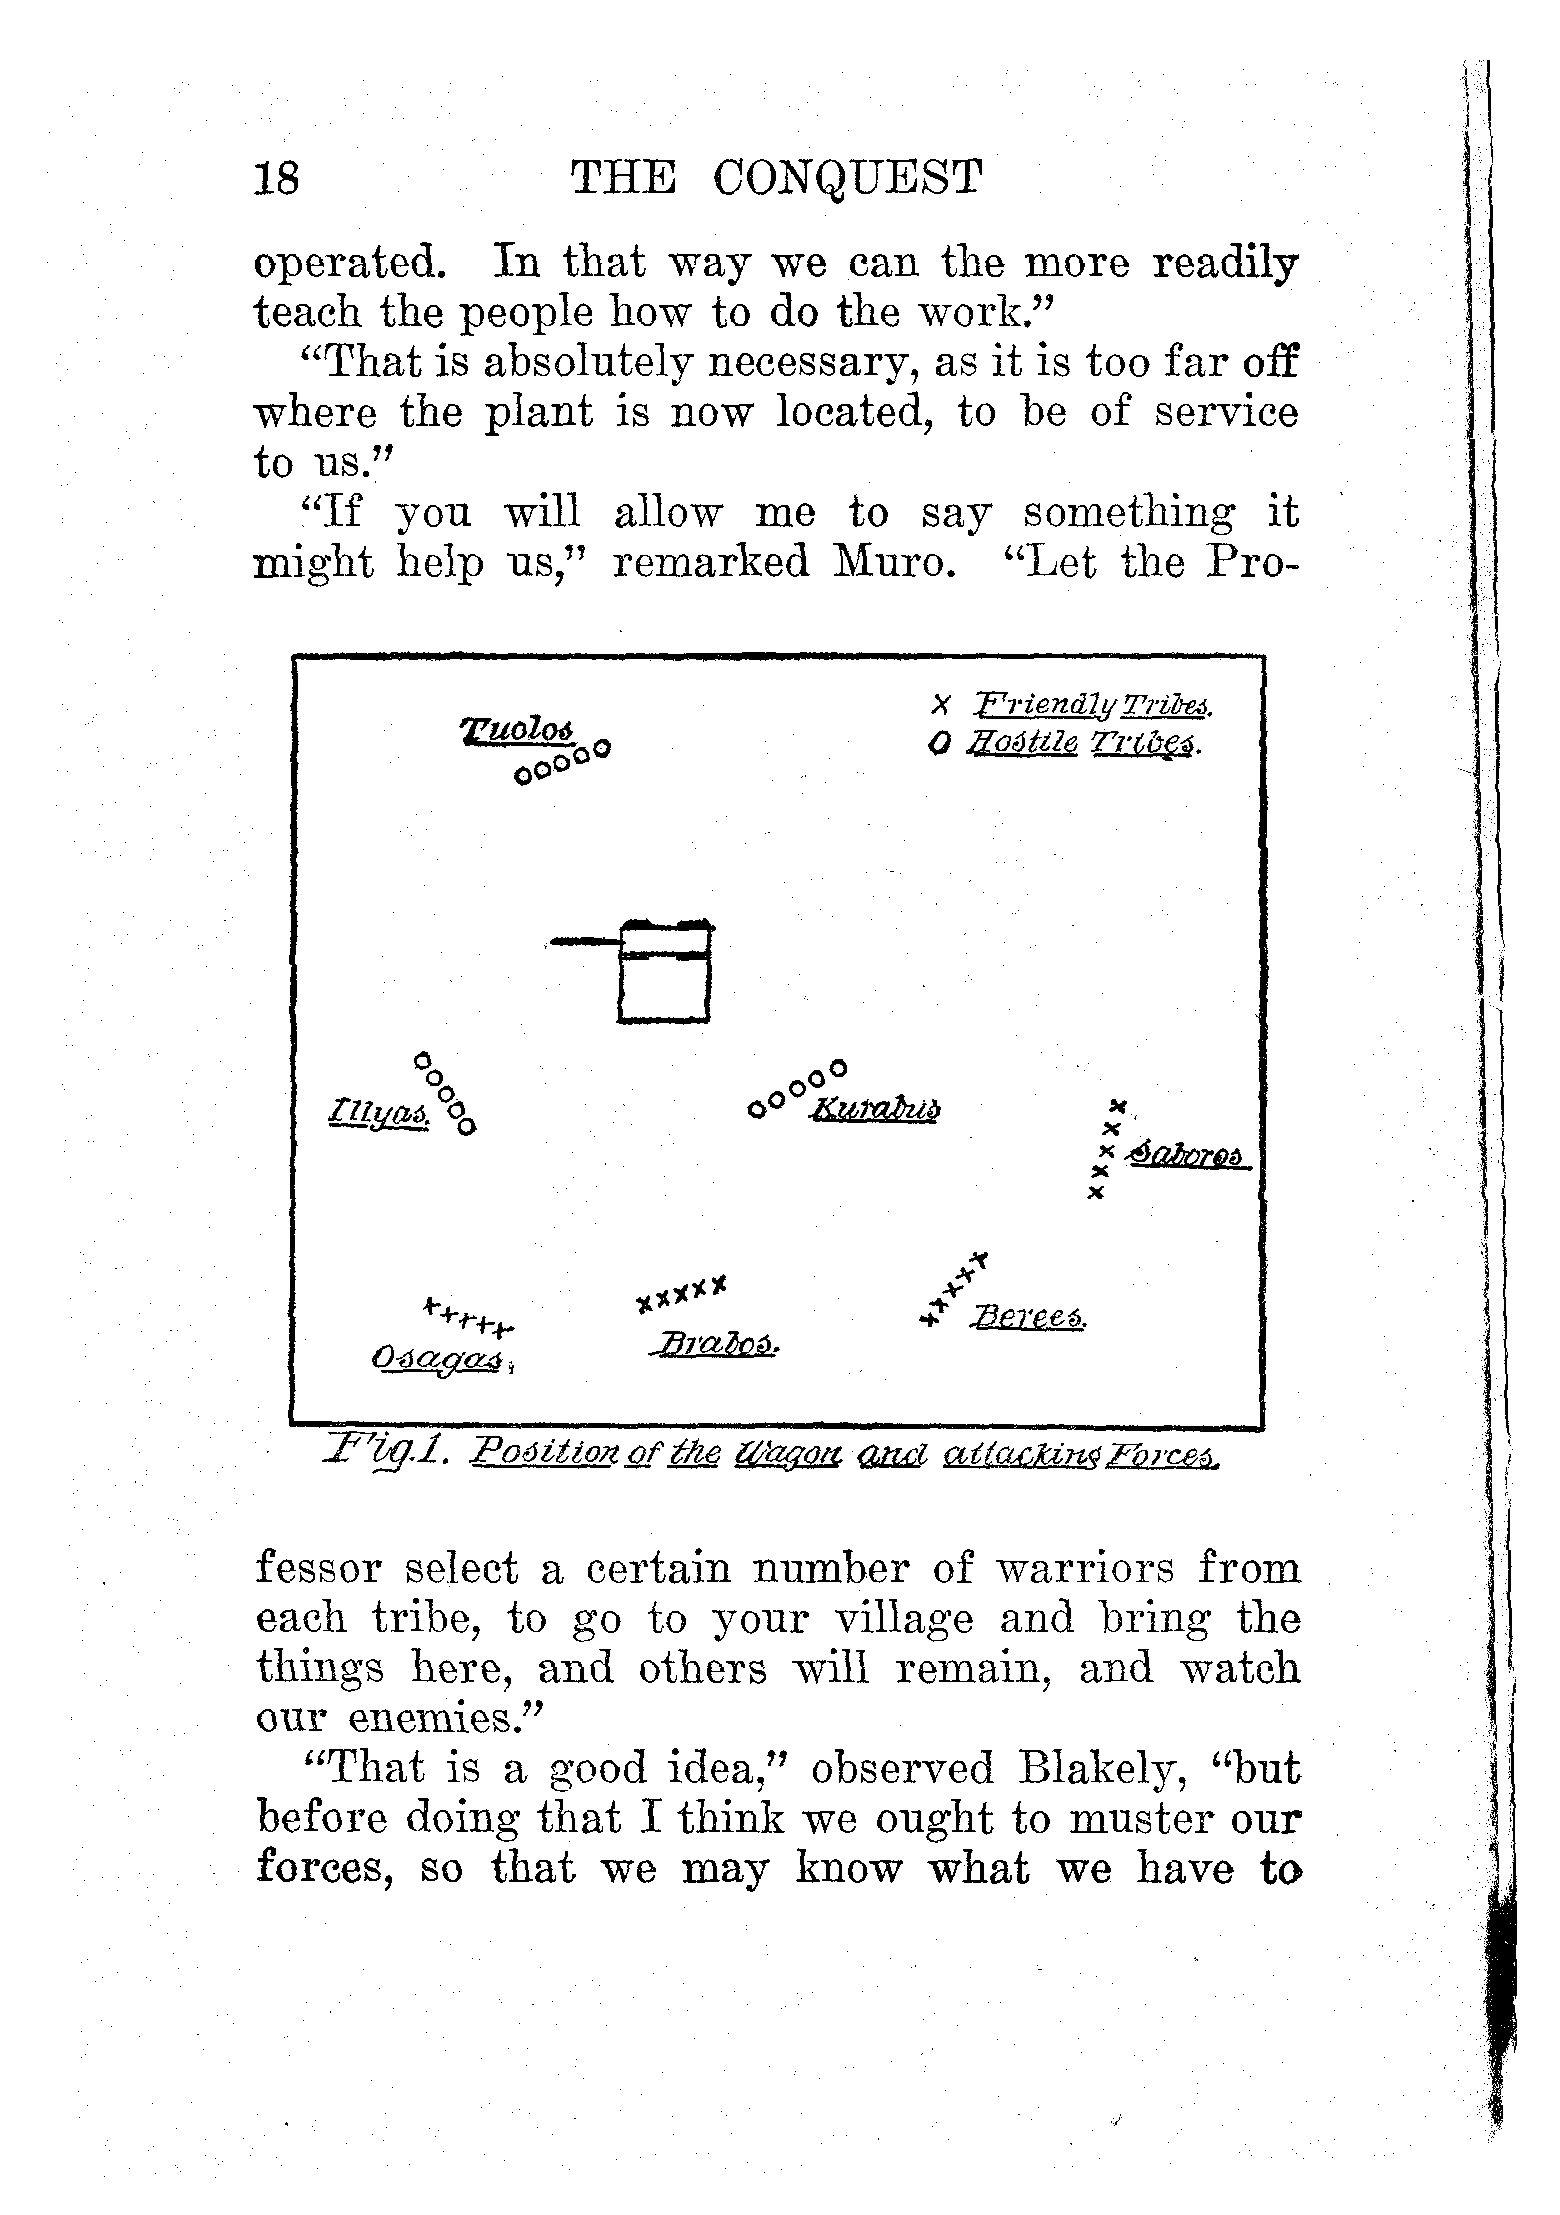 18 THE CONQUEST
operated. In that way we can the more readily
teach the people how to do the work.”
“That is absolutely necessary, as it is too far off
where the plant is now located, to be of service
to us.”
“If you will allow me to say something it
might help us,” remarked Muro. “Let the Pro-
Tuolos
X Friendly Tribes.
O Hostile Tribes.
Illyas.
Kurabus
Saboros
Osagas.
Brabos.
Berees.
Fig.1. Position of the Wagon and attacking Forces.
fessor select a certain number of warriors from
each tribe, to go to your village and bring the
things here, and others will remain, and watch
our enemies.”
“That is a good idea,” observed Blakely, “but
before doing that I think we ought to muster our
forces, so that we may know what we have to